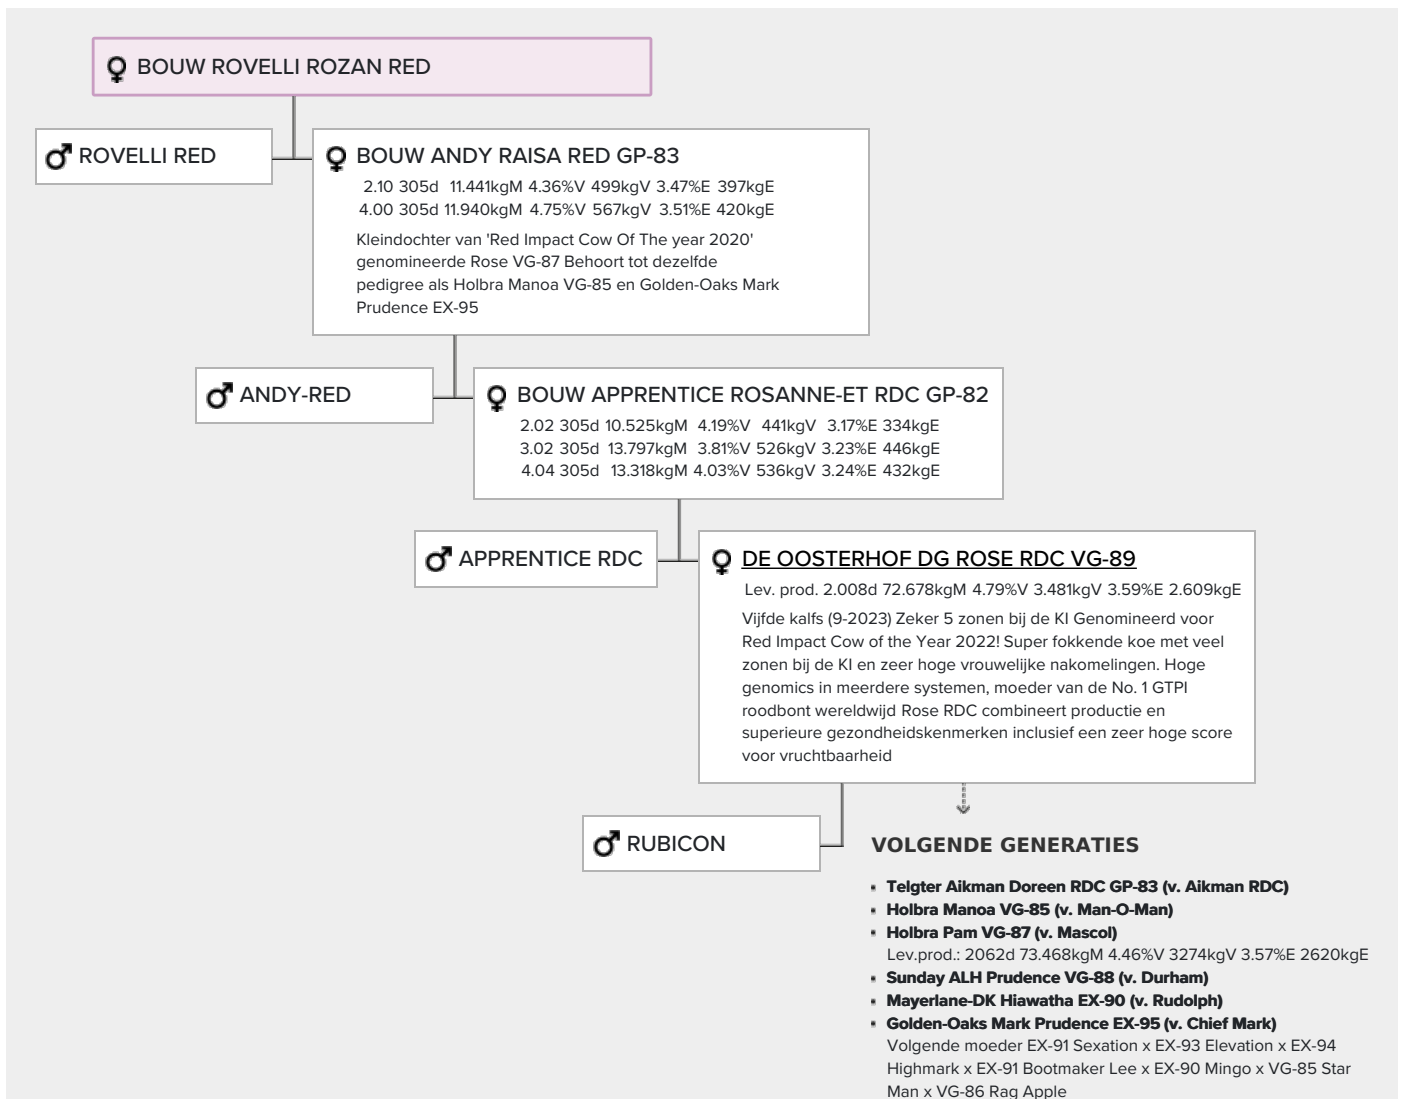 BOUW ROVELLI ROZAN RED
ROVELLI RED
BOUW ANDY RAISA RED GP-83
2.10 305d 11.441kgM 4.36%V 499kgV 3.47%E 397kgE
4.00 305d 11.940kgM 4.75%V 567kgV 3.51%E 420kgE
Kleindochter van 'Red Impact Cow Of The year 2020'
genomineerde Rose VG-87 Behoort tot dezelfde
pedigree als Holbra Manoa VG-85 en Golden-Oaks Mark
Prudence EX-95
ANDY-RED
BOUW APPRENTICE ROSANNE-ET RDC GP-82
2.02 305d 10.525kgM 4.19%V 441kgV 3.17%E 334kgE
3.02 305d 13.797kgM 3.81%V 526kgV 3.23%E 446kgE
4.04 305d 13.318kgM 4.03%V 536kgV 3.24%E 432kgE
APPRENTICE RDC
DE OOSTERHOF DG ROSE RDC VG-89
Lev. prod. 2.008d 72.678kgM 4.79%V 3.481kgV 3.59%E 2.609kgE
Vijfde kalfs (9-2023) Zeker 5 zonen bij de KI Genomineerd voor
Red Impact Cow of the Year 2022! Super fokkende koe met veel
zonen bij de KI en zeer hoge vrouwelijke nakomelingen. Hoge
genomics in meerdere systemen, moeder van de No. 1 GTPI
roodbont wereldwijd Rose RDC combineert productie en
superieure gezondheidskenmerken inclusief een zeer hoge score
voor vruchtbaarheid
RUBICON
VOLGENDE GENERATIES
Telgter Aikman Doreen RDC GP-83 (v. Aikman RDC)
Holbra Manoa VG-85 (v. Man-O-Man)
Holbra Pam VG-87 (v. Mascol)
Lev.prod.: 2062d 73.468kgM 4.46%V 3274kgV 3.57%E 2620kgE
Sunday ALH Prudence VG-88 (v. Durham)
Mayerlane-DK Hiawatha EX-90 (v. Rudolph)
Golden-Oaks Mark Prudence EX-95 (v. Chief Mark)
Volgende moeder EX-91 Sexation x EX-93 Elevation x EX-94
Highmark x EX-91 Bootmaker Lee x EX-90 Mingo x VG-85 Star
Man x VG-86 Rag Apple